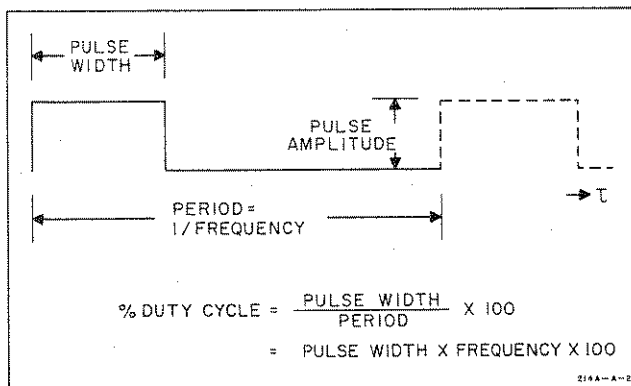 PULSE
WIDTH
PULSE
AMPLITUDE
τ
PERIOD =
1/FREQUENCY
% DUTY CYCLE = PULSE WIDTH / PERIOD X 100
= PULSE WIDTH X FREQUENCY X 100
214A-A-2